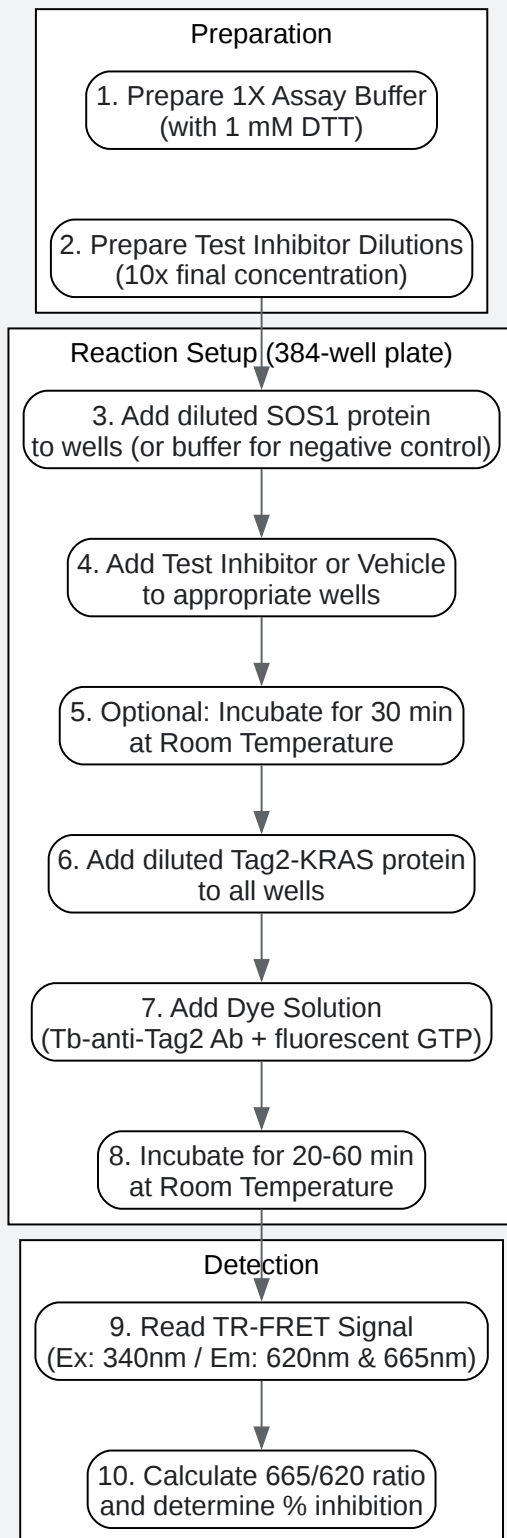 Preparation
1. Prepare 1X Assay Buffer
(with 1 mM DTT)
2. Prepare Test Inhibitor Dilutions
(10x final concentration)
Reaction Setup (384-well plate)
3. Add diluted SOS1 protein
to wells (or buffer for negative control)
4. Add Test Inhibitor or Vehicle
to appropriate wells
5. Optional: Incubate for 30 min
at Room Temperature
6. Add diluted Tag2-KRAS protein
to all wells
7. Add Dye Solution
(Tb-anti-Tag2 Ab + fluorescent GTP)
8. Incubate for 20-60 min
at Room Temperature
Detection
9. Read TR-FRET Signal
(Ex: 340nm / Em: 620nm & 665nm)
10. Calculate 665/620 ratio
and determine % inhibition